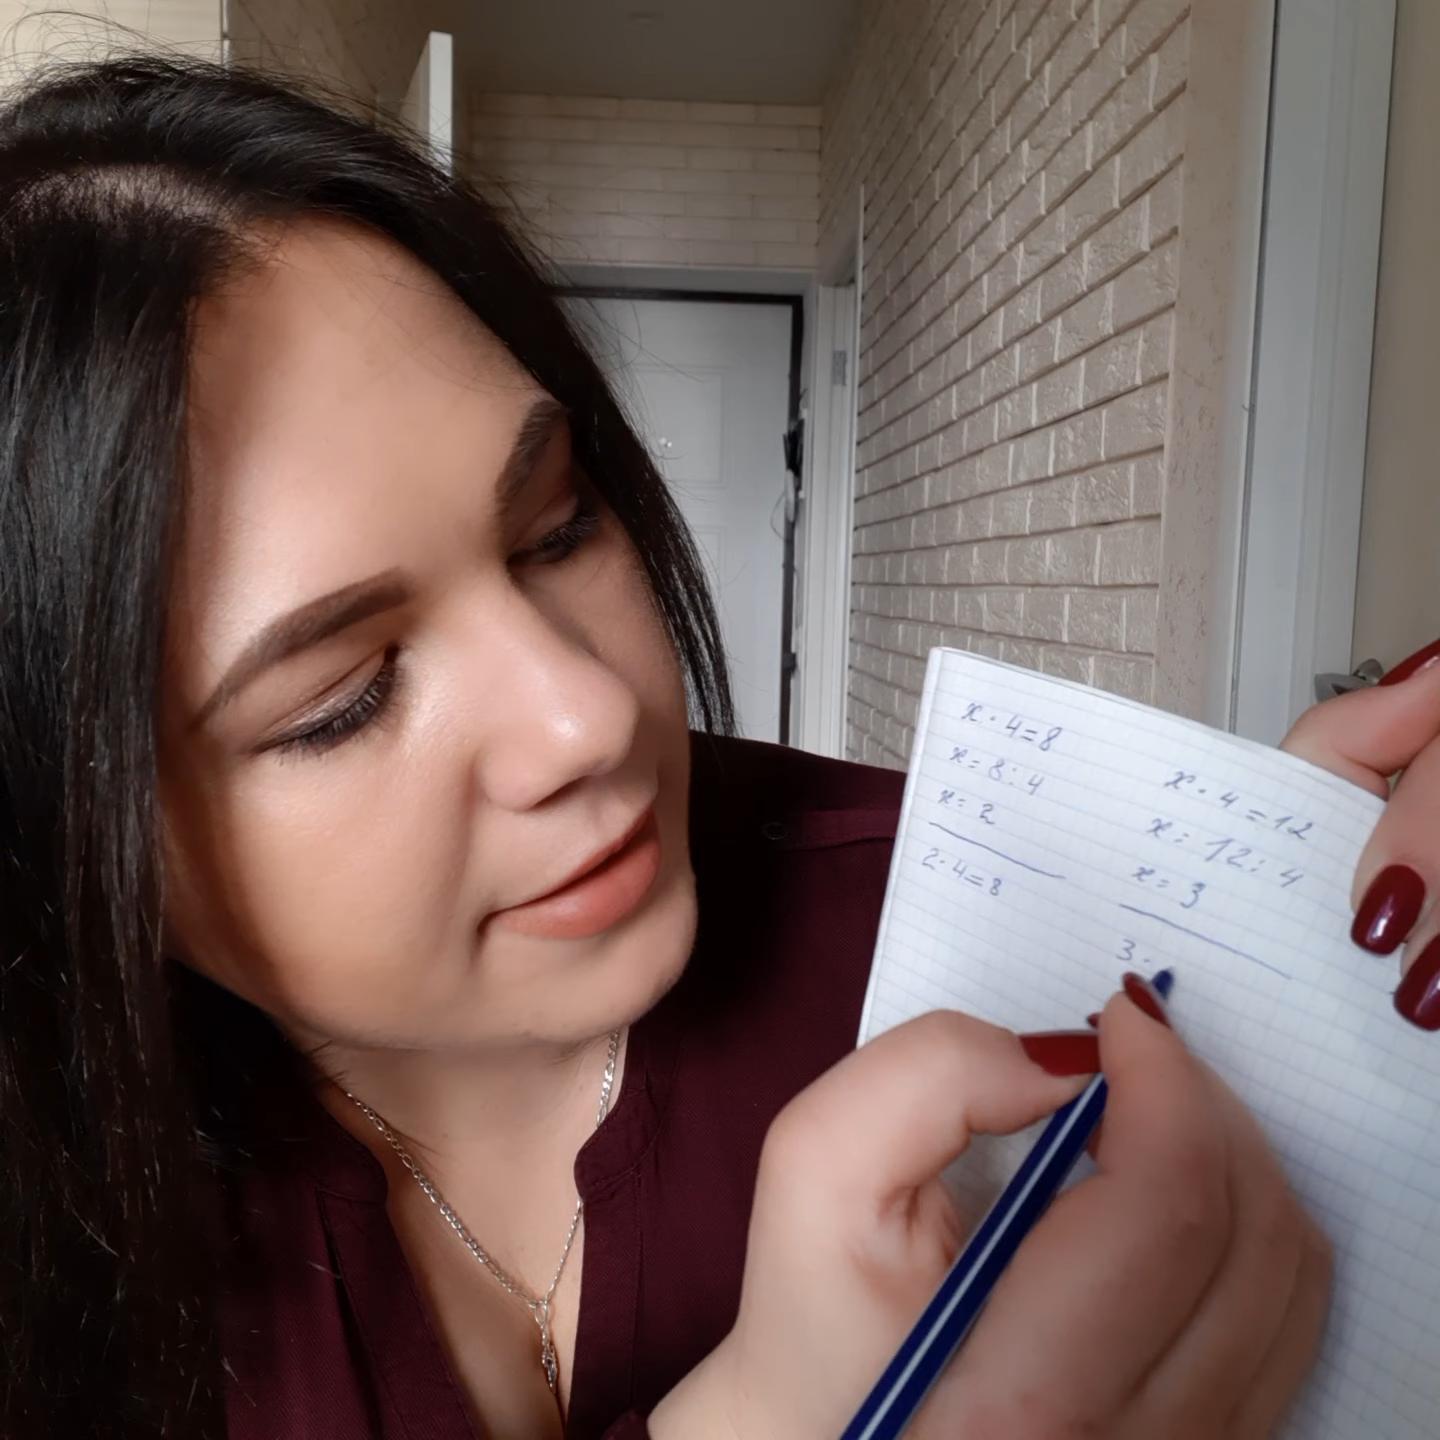 x · 4 = 8
x = 8 : 4
x = 2
2 · 4 = 8
x · 4 = 12
x = 12 : 4
x = 3
3 ·